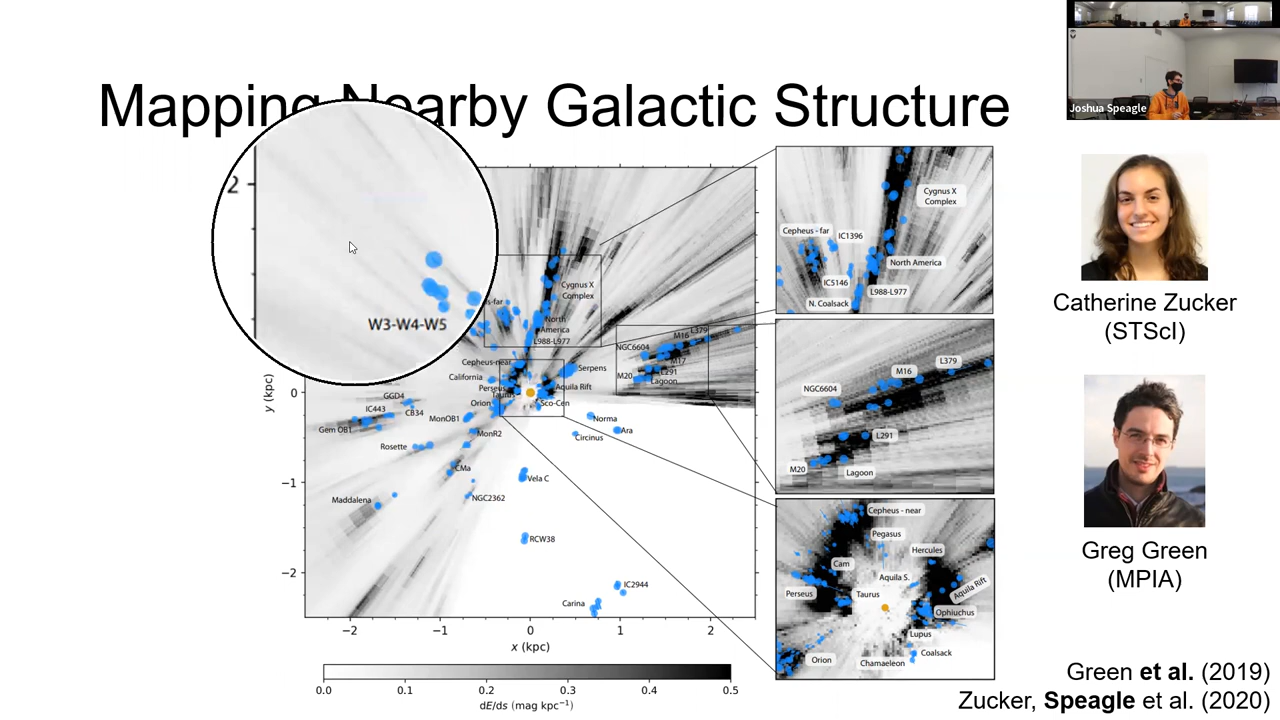 Mapping Nearby Galactic Structure
Joshua Speagle
2
W3-W4-W5
Cygnus X
Complex
North
America
L988-L977
Cepheus-near
California
Perseus
Taurus
Orion
Sco-Cen
Aquila Rift
Serpens
NGC6604
M16
L379
M17
M20
L291
Lagoon
GGD4
IC443
CB34
Gem OB1
MonOB1
MonR2
Rosette
CMa
NGC2362
Maddalena
Norma
Ara
Circinus
Vela C
RCW38
IC2944
Carina
y (kpc)
0
−1
−2
−2 −1 0 1 2
x (kpc)
0.0 0.1 0.2 0.3 0.4 0.5
dE/ds (mag kpc⁻¹)
Cygnus X
Complex
Cepheus - far
IC1396
North America
IC5146
L988-L977
N. Coalsack
L379
M16
NGC6604
L291
M20
Lagoon
Cepheus - near
Pegasus
Hercules
Cam
Aquila S.
Perseus
Taurus
Aquila Rift
Ophiuchus
Lupus
Coalsack
Orion
Chamaeleon
Catherine Zucker
(STScI)
Greg Green
(MPIA)
Green et al. (2019)
Zucker, Speagle et al. (2020)